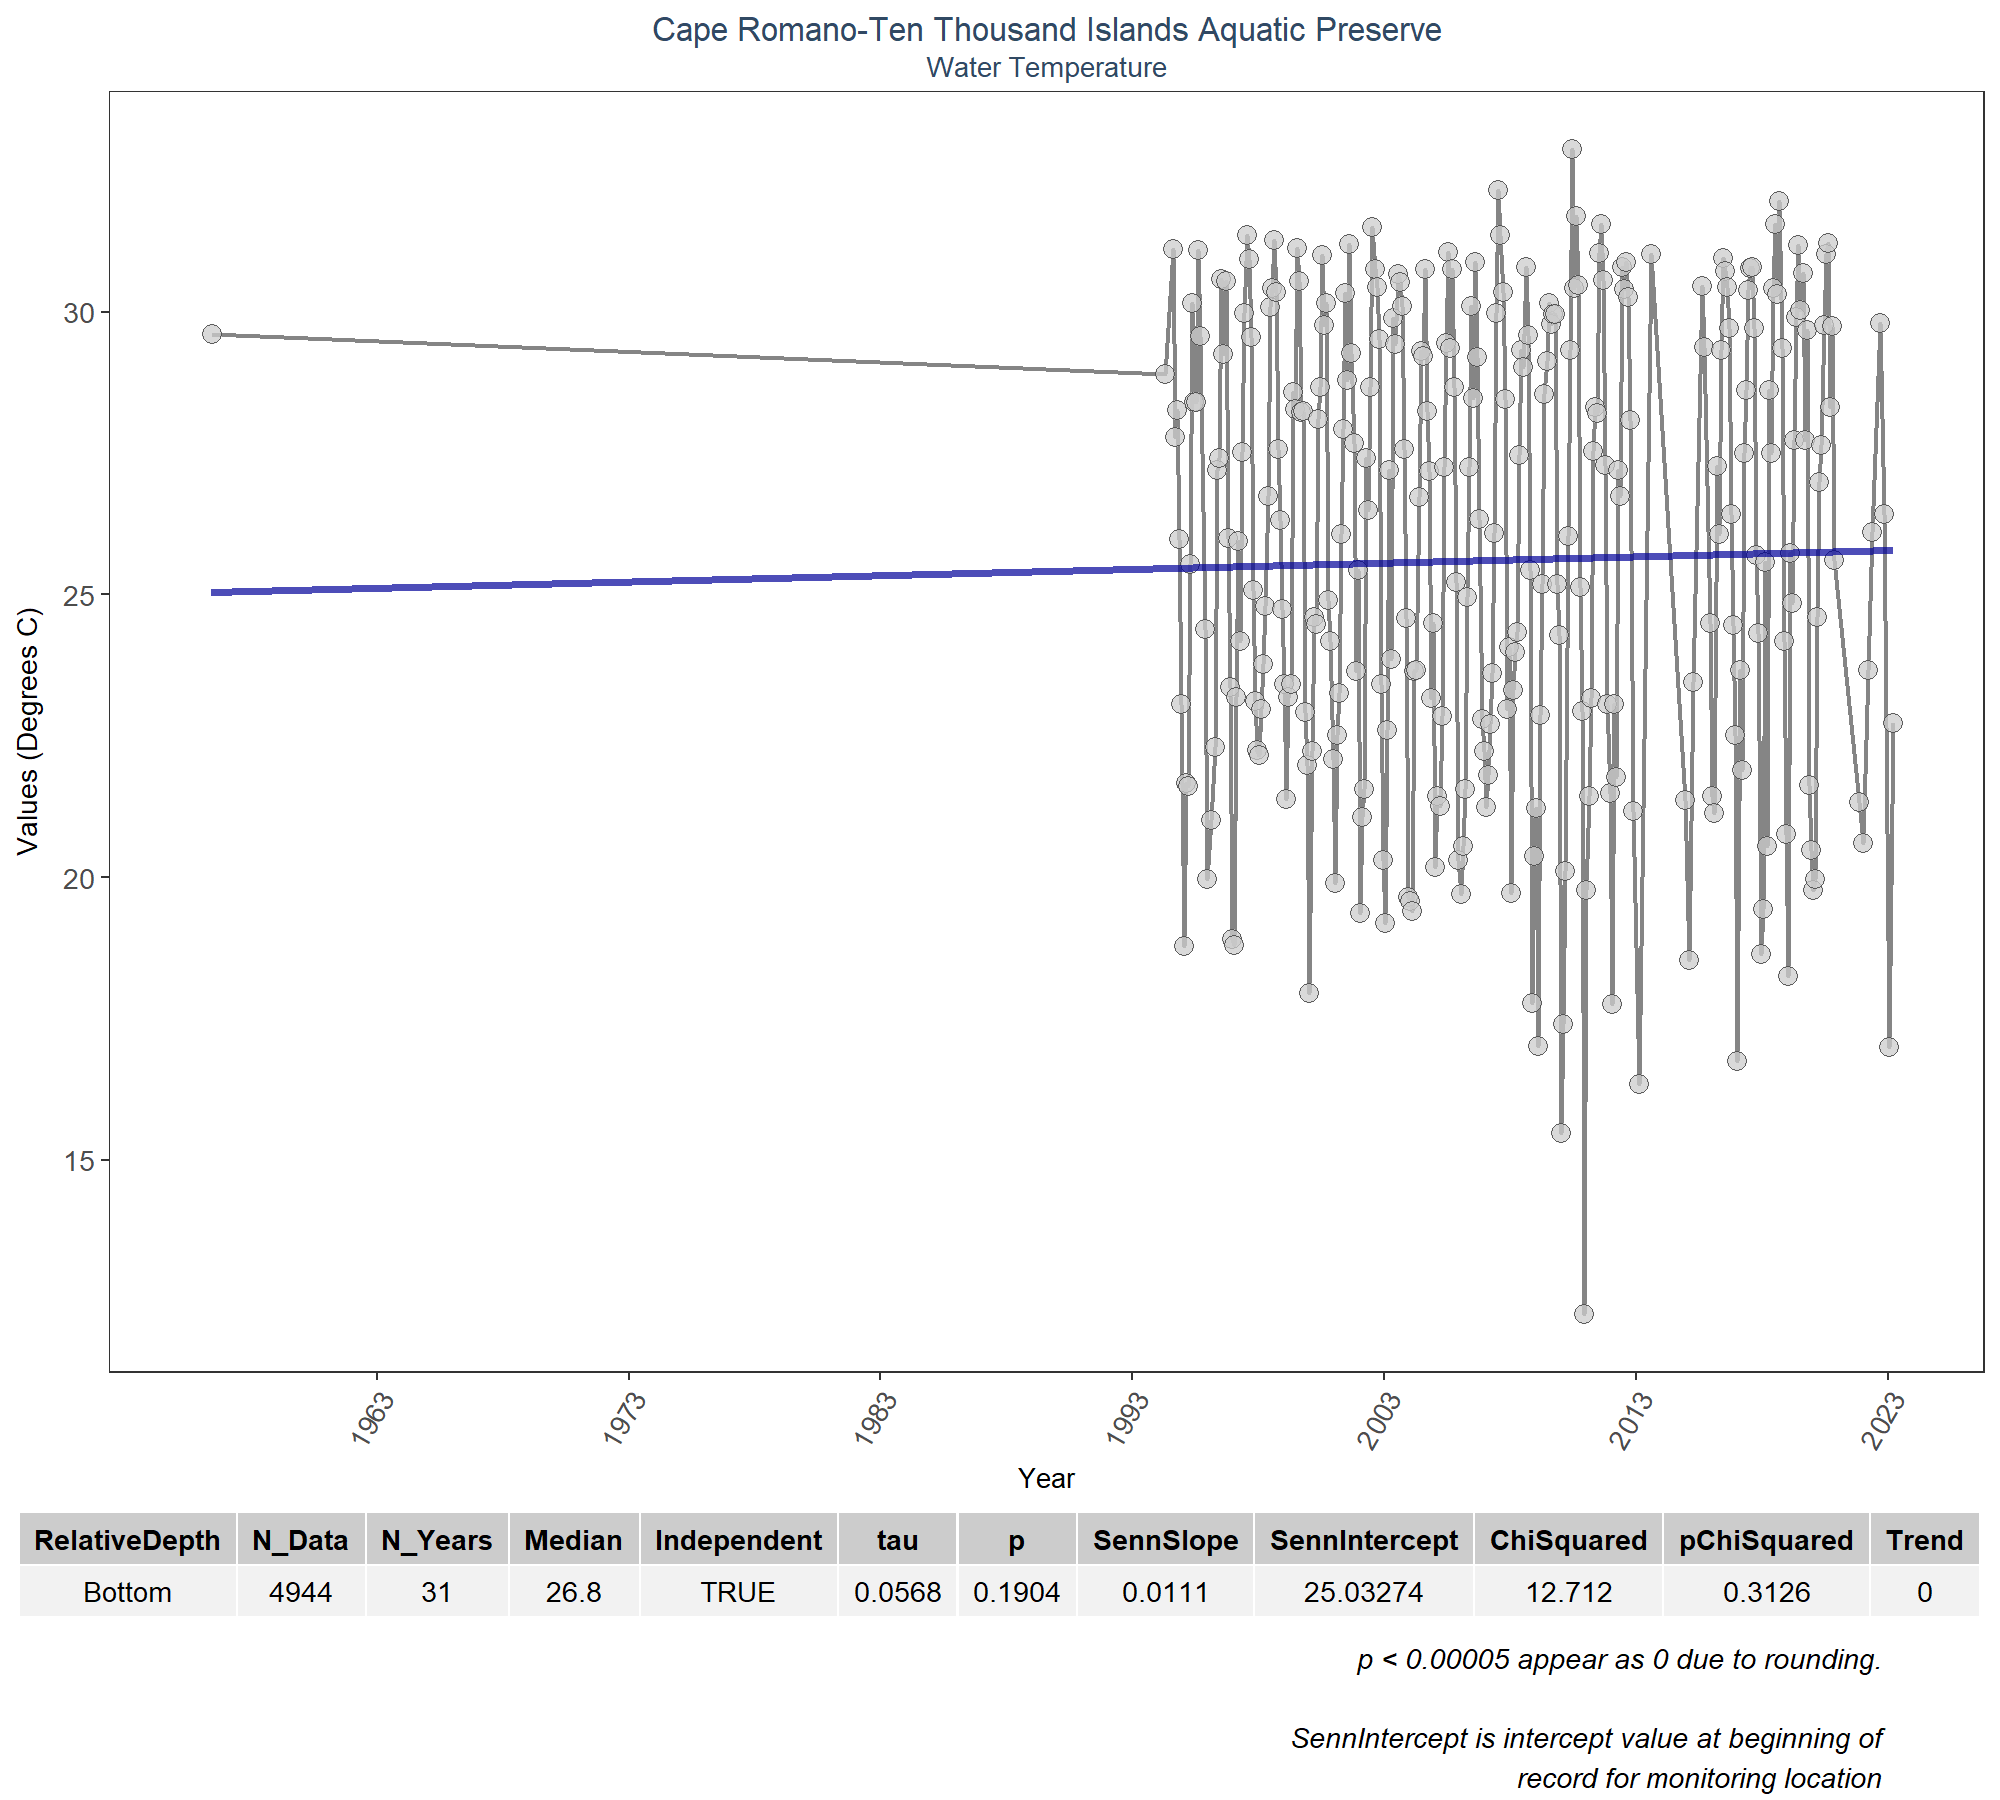 Cape Romano-Ten Thousand Islands Aquatic Preserve
Water Temperature
Values (Degrees C)
30
25
20
15
1963
1973
1983
1993
2003
2013
2023
Year
RelativeDepth N_Data N_Years Median Independent tau p SennSlope SennIntercept ChiSquared pChiSquared Trend
Bottom 4944 31 26.8 TRUE 0.0568 0.1904 0.0111 25.03274 12.712 0.3126 0
p < 0.00005 appear as 0 due to rounding.
SennIntercept is intercept value at beginning of
record for monitoring location